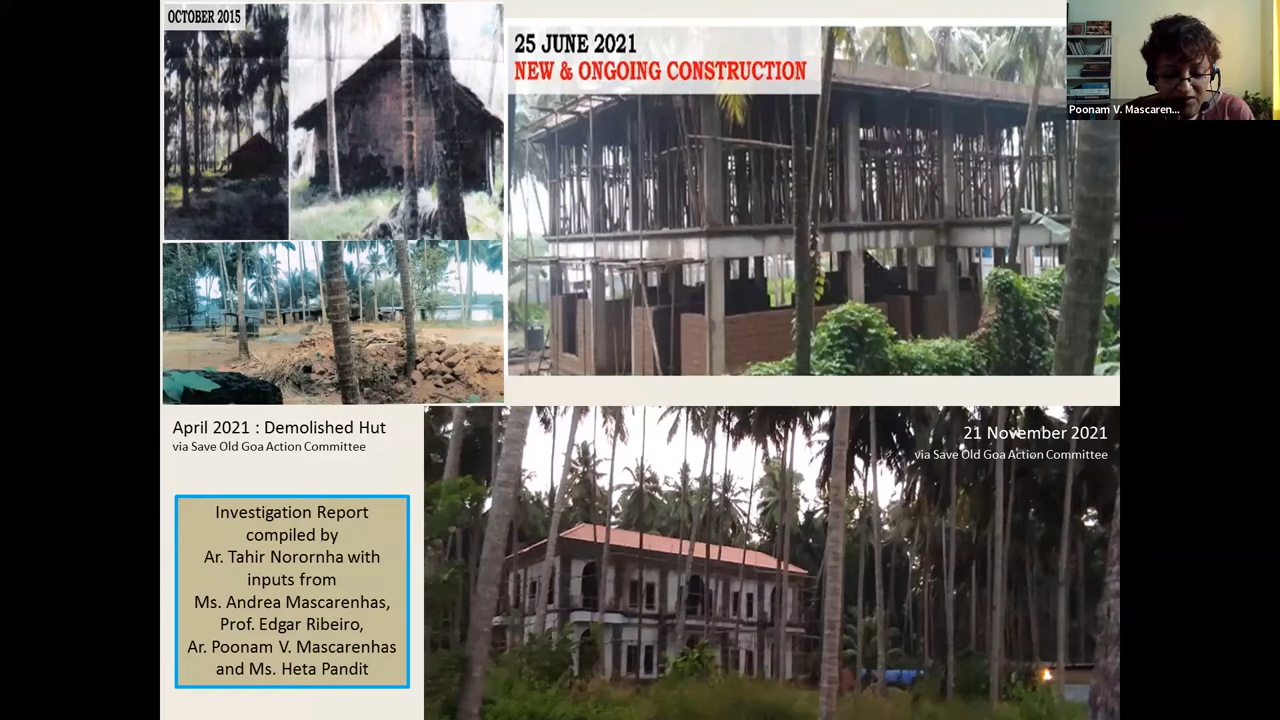 OCTOBER 2015
25 JUNE 2021
NEW & ONGOING CONSTRUCTION
Poonam V. Mascaren...
April 2021 : Demolished Hut
via Save Old Goa Action Committee
21 November 2021
via Save Old Goa Action Committee
Investigation Report
compiled by
Ar. Tahir Norornha with
inputs from
Ms. Andrea Mascarenhas,
Prof. Edgar Ribeiro,
Ar. Poonam V. Mascarenhas
and Ms. Heta Pandit